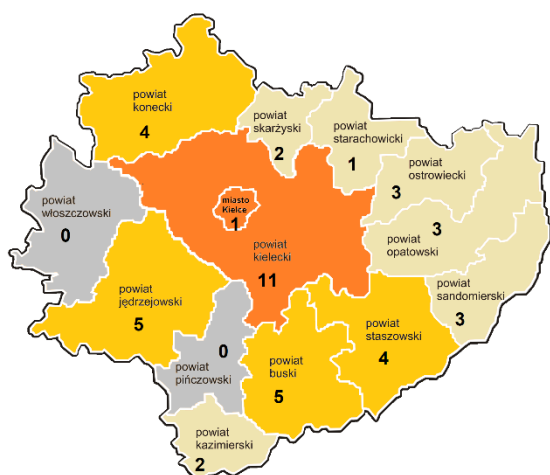 powiat
konecki
4
powiat
skarżyski
2
powiat
starachowicki
1
powiat
ostrowiecki
3
powiat
włoszczowski
0
miasto
Kielce
1
powiat
kielecki
11
3
powiat
opatowski
powiat
sandomierski
3
powiat
jędrzejowski
5
0
powiat
pińczowski
powiat
buski
5
powiat
staszowski
4
powiat
kazimierski
2